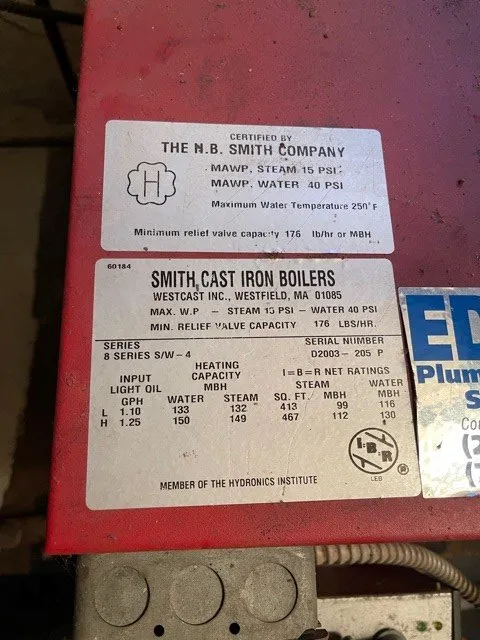 CERTIFIED BY
THE H.B. SMITH COMPANY
H
MAWP, STEAM 15 PSI
MAWP, WATER 40 PSI
Maximum Water Temperature 250°F
Minimum relief valve capacity 176 lb/hr or MBH
60184
SMITH CAST IRON BOILERS
WESTCAST INC., WESTFIELD, MA 01085
MAX. W.P - STEAM 15 PSI - WATER 40 PSI
MIN. RELIEF VALVE CAPACITY 176 LBS/HR.
SERIES SERIAL NUMBER
8 SERIES S/W-4 D2003- 205 P
INPUT HEATING CAPACITY I=B=R NET RATINGS
LIGHT OIL MBH STEAM WATER
GPH WATER STEAM SQ. FT. MBH MBH
L 1.10 133 132 413 99 116
H 1.25 150 149 467 112 130
I=B=R
LEB
MEMBER OF THE HYDRONICS INSTITUTE
ED
Plum
S
Co
(2